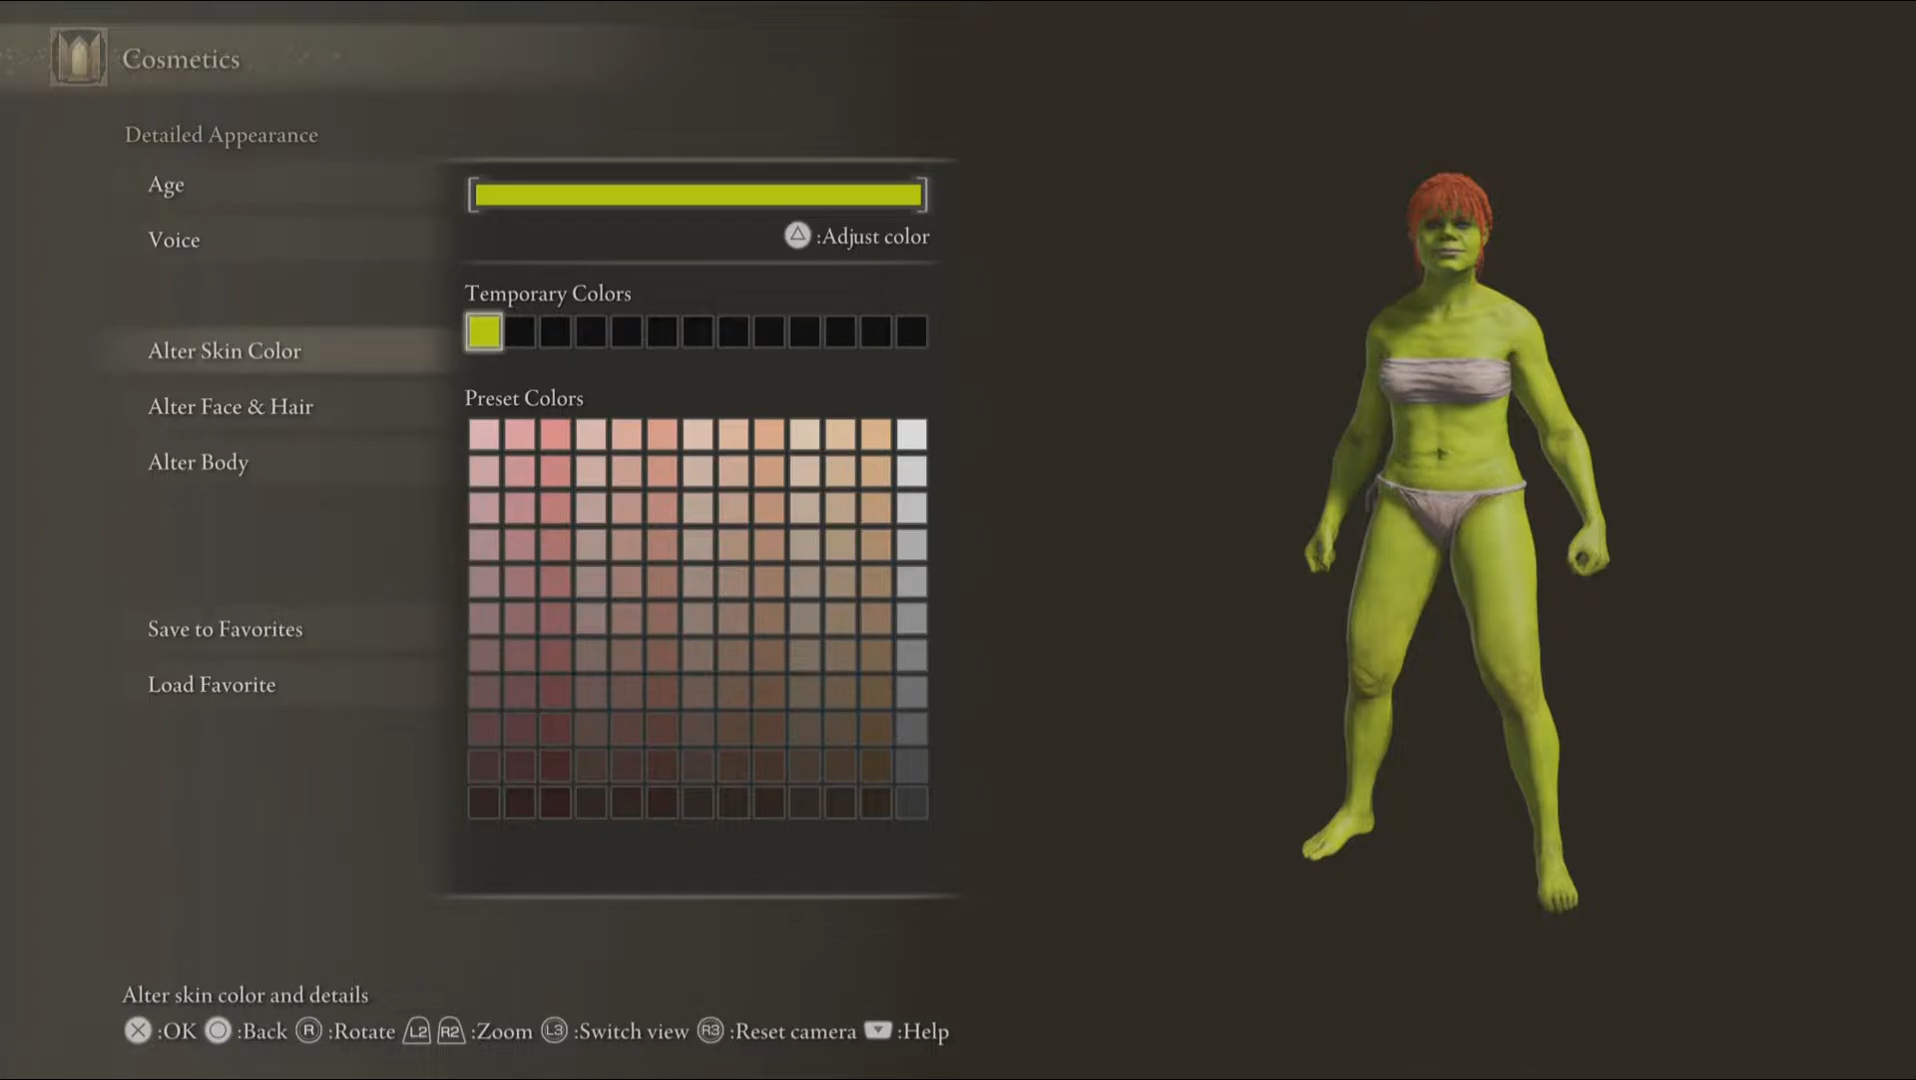 Cosmetics
Detailed Appearance
Age
Voice
Alter Skin Color
Alter Face & Hair
Alter Body
Save to Favorites
Load Favorite
:Adjust color
Temporary Colors
Preset Colors
Alter skin color and details
:OK :Back R :Rotate L2 R2 :Zoom L3 :Switch view R3 :Reset camera :Help